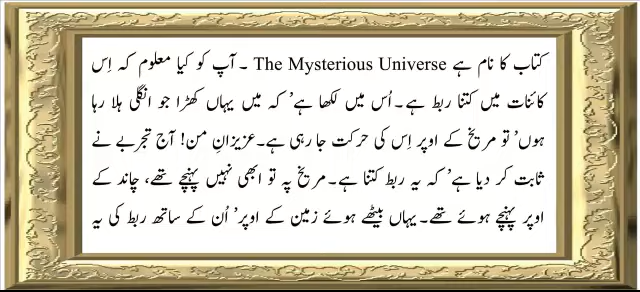 کتاب کا نام ہے The Mysterious Universe ۔ آپ کو کیا معلوم کہ اِس
کائنات میں کتنا ربط ہے۔ اُس میں لکھا ہے’ کہ میں یہاں کھڑا جو انگلی ہلا رہا
ہوں’ تو مریخ کے اوپر اِس کی حرکت جا رہی ہے۔ عزیزانِ من! آج تجربے نے
ثابت کر دیا ہے’ کہ یہ ربط کتنا ہے۔ مریخ پہ تو ابھی نہیں پہنچے تھے، چاند کے
اوپر پہنچے ہوئے تھے۔ یہاں بیٹھے ہوئے زمین کے اوپر’ اُن کے ساتھ ربط کی یہ